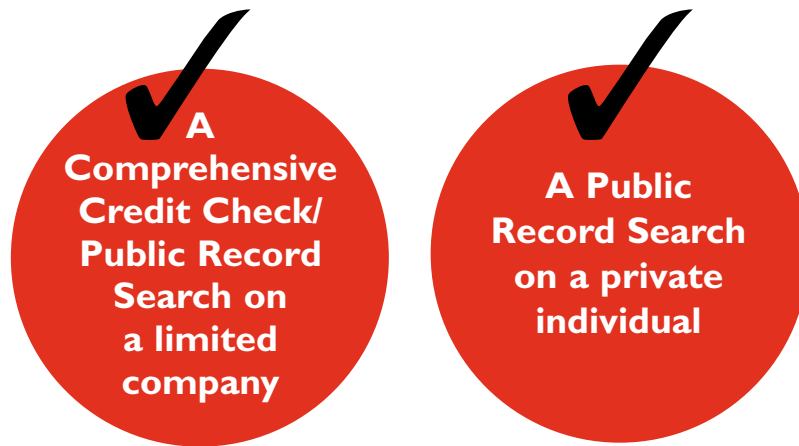 A
Comprehensive
Credit Check/
Public Record
Search on
a limited
company
A Public
Record Search
on a private
individual